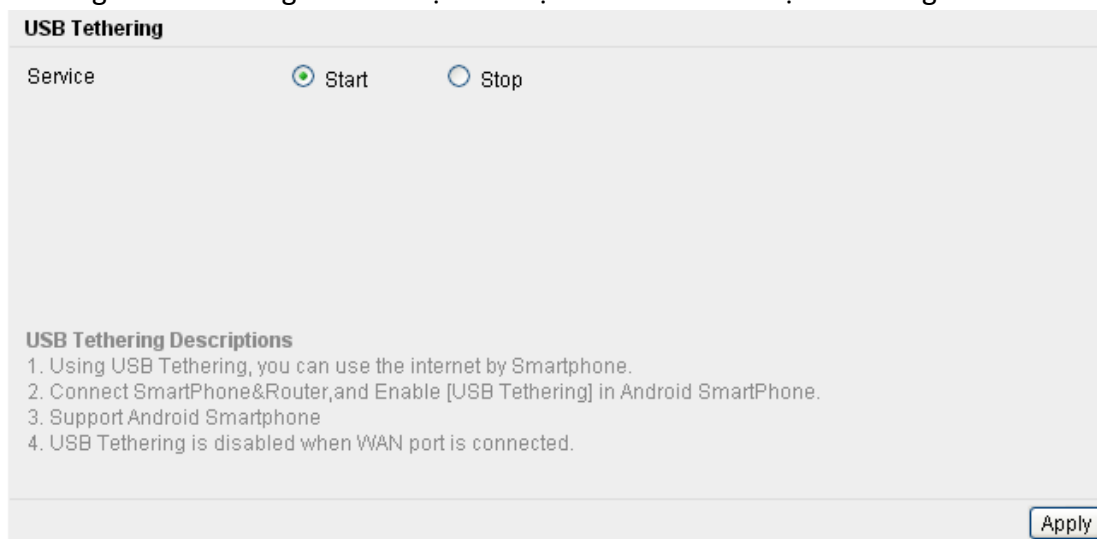 USB Tethering
Service Start Stop
USB Tethering Descriptions
1. Using USB Tethering, you can use the internet by Smartphone.
2. Connect SmartPhone&Router,and Enable [USB Tethering] in Android SmartPhone.
3. Support Android Smartphone
4. USB Tethering is disabled when WAN port is connected.
Apply